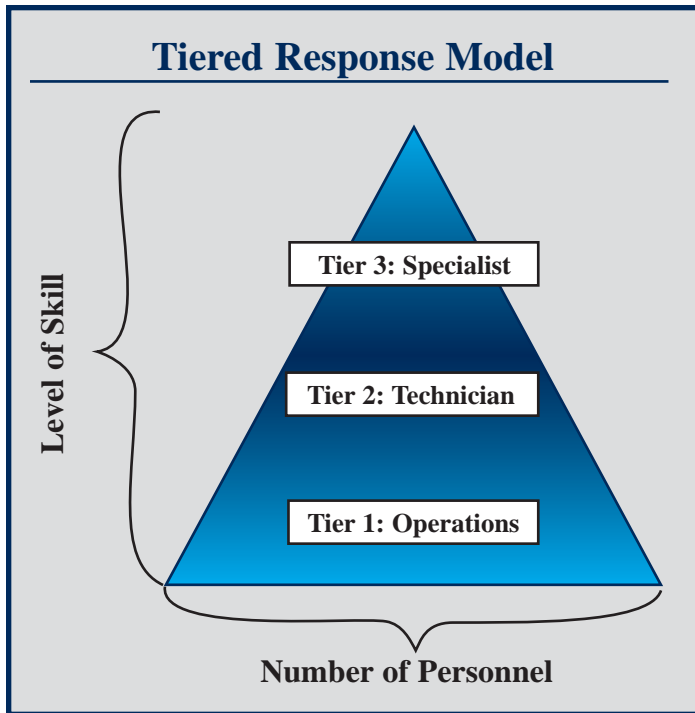 Tiered Response Model
Level of Skill
Tier 3: Specialist
Tier 2: Technician
Tier 1: Operations
Number of Personnel